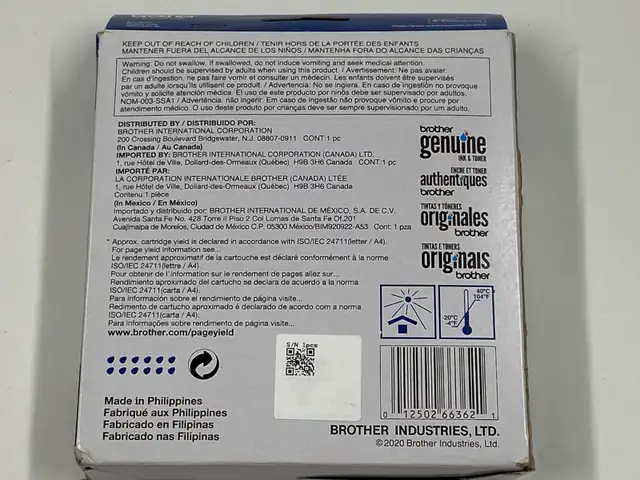 brother
KEEP OUT OF REACH OF CHILDREN / TENIR HORS DE LA PORTÉE DES ENFANTS
MANTENER FUERA DEL ALCANCE DE LOS NIÑOS / MANTENHA FORA DO ALCANCE DAS CRIANÇAS
Warning: Do not swallow. If swallowed, do not induce vomiting and seek medical attention.
Children should be supervised by adults when using this product. / Avertissement: Ne pas avaler.
En cas d'ingestion, ne pas faire vomir et consulter un médecin. Les enfants doivent être supervisés
par un adulte lorsqu'ils utilisent ce produit. / Advertencia: No se ingiera. En caso de ingestión no provoque
vómito y solicite atención médica. El uso de este producto por niños debe ser supervisado por adultos.
NOM-003-SSA1 / Advertência: não ingerir. Em caso de ingestão não provoque vômito e procure por
atendimento médico. O uso deste produto por crianças deve ser sempre supervisionado por um adulto.
DISTRIBUTED BY / DISTRIBUIDO POR:
BROTHER INTERNATIONAL CORPORATION
200 Crossing Boulevard Bridgewater, N.J. 08807-0911 CONT:1 pc
(In Canada / Au Canada)
IMPORTED BY: BROTHER INTERNATIONAL CORPORATION (CANADA) LTD.
1, rue Hôtel de Ville, Dollard-des-Ormeaux (Québec) H9B 3H6 Canada CONT:1 pc
IMPORTÉ PAR:
LA CORPORATION INTERNATIONALE BROTHER (CANADA) LTÉE
1, rue Hôtel de Ville, Dollard-des-Ormeaux (Québec) H9B 3H6 Canada
Contenu:1 pièce
(In Mexico / En México)
Importado y distribuido por: BROTHER INTERNATIONAL DE MÉXICO, S.A. DE C.V.
Avenida Santa Fe No. 428 Torre II Piso 2 Col Lomas de Santa Fe Of.201
Cuajimalpa de Morelos, Ciudad de México C.P. 05300 México/BIM920922-A53 Cont: 1 pza
brother
genuine
INK & TONER
ENCRE ET TONER
authentiques
brother
TINTAS Y TÓNERES
originales
brother
TINTAS E TONERS
originais
brother
* Approx. cartridge yield is declared in accordance with ISO/IEC 24711(letter / A4).
For page yield information see...
Le rendement approximatif de la cartouche est déclaré conformément à la norme
ISO/IEC 24711(lettre / A4).
Pour obtenir de l'information sur le rendement de pages allez sur...
Rendimiento aproximado del cartucho se declara de acuerdo a la norma
ISO/IEC 24711(carta / A4).
Para información sobre el rendimiento de página visite...
Redimento de cartucho aproximado é declarado de acordo com a norma
ISO/IEC 24711(carta / A4).
Para informações sobre rendimento de página visite...
www.brother.com/pageyield
40°C
104°F
-20°C
-4°F
S/N 1pcs
0 12502 66362 1
Made in Philippines
Fabriqué aux Philippines
Fabricado en Filipinas
Fabricado nas Filipinas
BROTHER INDUSTRIES, LTD.
©2020 Brother Industries, Ltd.